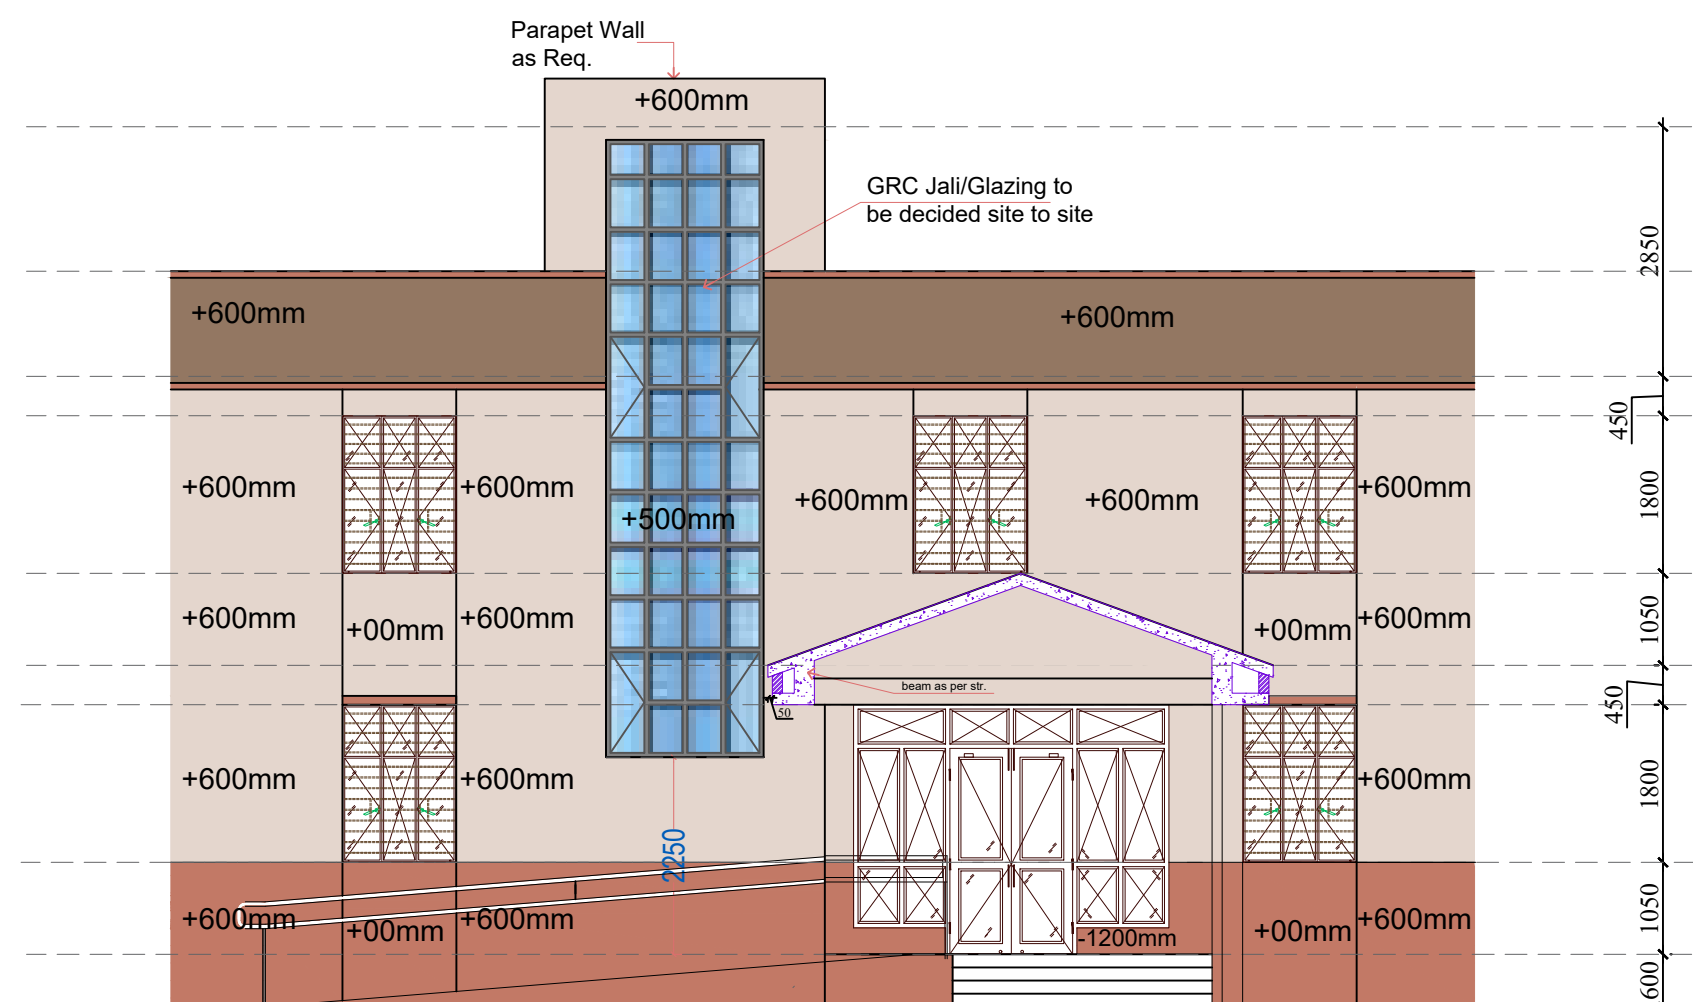 Parapet Wall
as Req.
+600mm
GRC Jali/Glazing to
be decided site to site
2850
+600mm
+600mm
450
+600mm
+600mm
+600mm
+600mm
+600mm
1800
+500mm
+600mm
+00mm
+600mm
+00mm
+600mm
1050
beam as per str.
50
450
+600mm
+600mm
+600mm
1800
2250
+600mm
+00mm
+600mm
-1200mm
+00mm
+600mm
1050
600